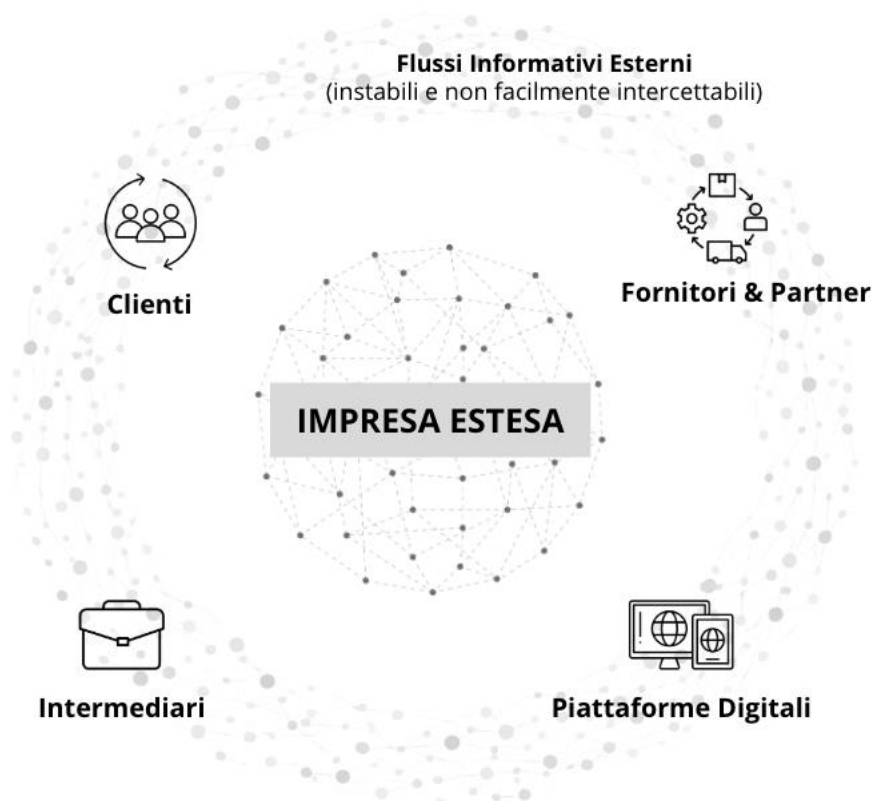 Flussi Informativi Esterni
(instabili e non facilmente intercettabili)
Clienti
Fornitori & Partner
IMPRESA ESTESA
Intermediari
Piattaforme Digitali